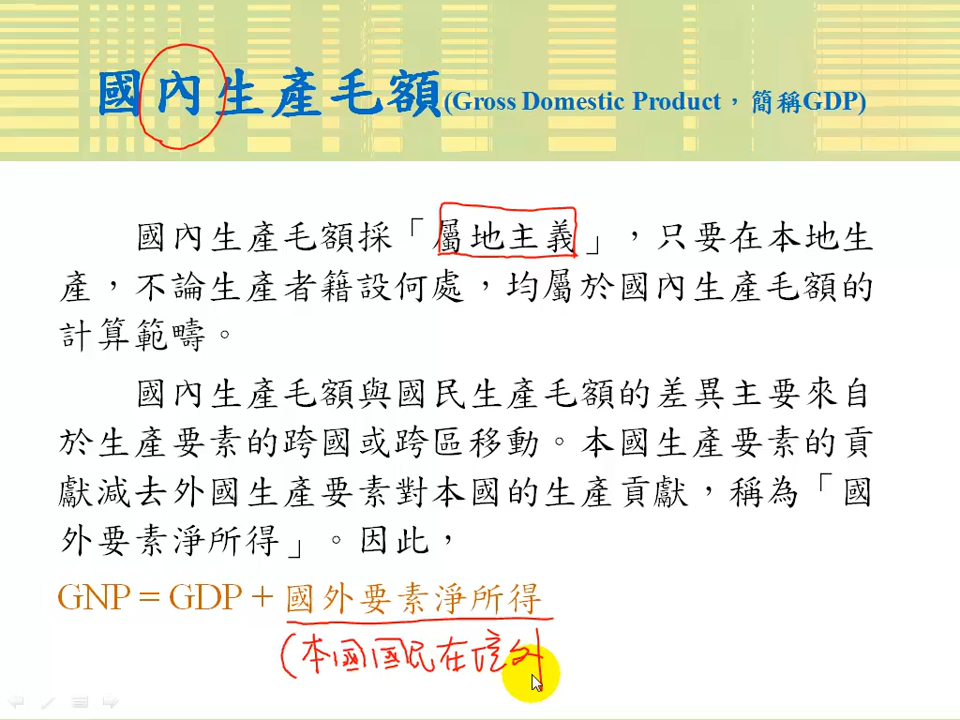 國內生產毛額(Gross Domestic Product，簡稱GDP)
國內生產毛額採「屬地主義」，只要在本地生
產，不論生產者籍設何處，均屬於國內生產毛額的
計算範疇。
國內生產毛額與國民生產毛額的差異主要來自
於生產要素的跨國或跨區移動。本國生產要素的貢
獻減去外國生產要素對本國的生產貢獻，稱為「國
外要素淨所得」。因此，
GNP = GDP + 國外要素淨所得
(本國國民在境外